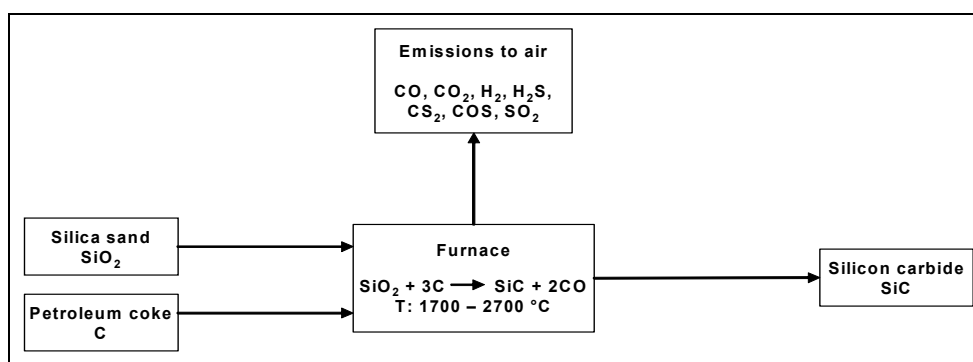 Emissions to air
CO, CO₂, H₂, H₂S,
CS₂, COS, SO₂
Silica sand
SiO₂
Petroleum coke
C
Furnace
SiO₂ + 3C → SiC + 2CO
T: 1700 – 2700 °C
Silicon carbide
SiC